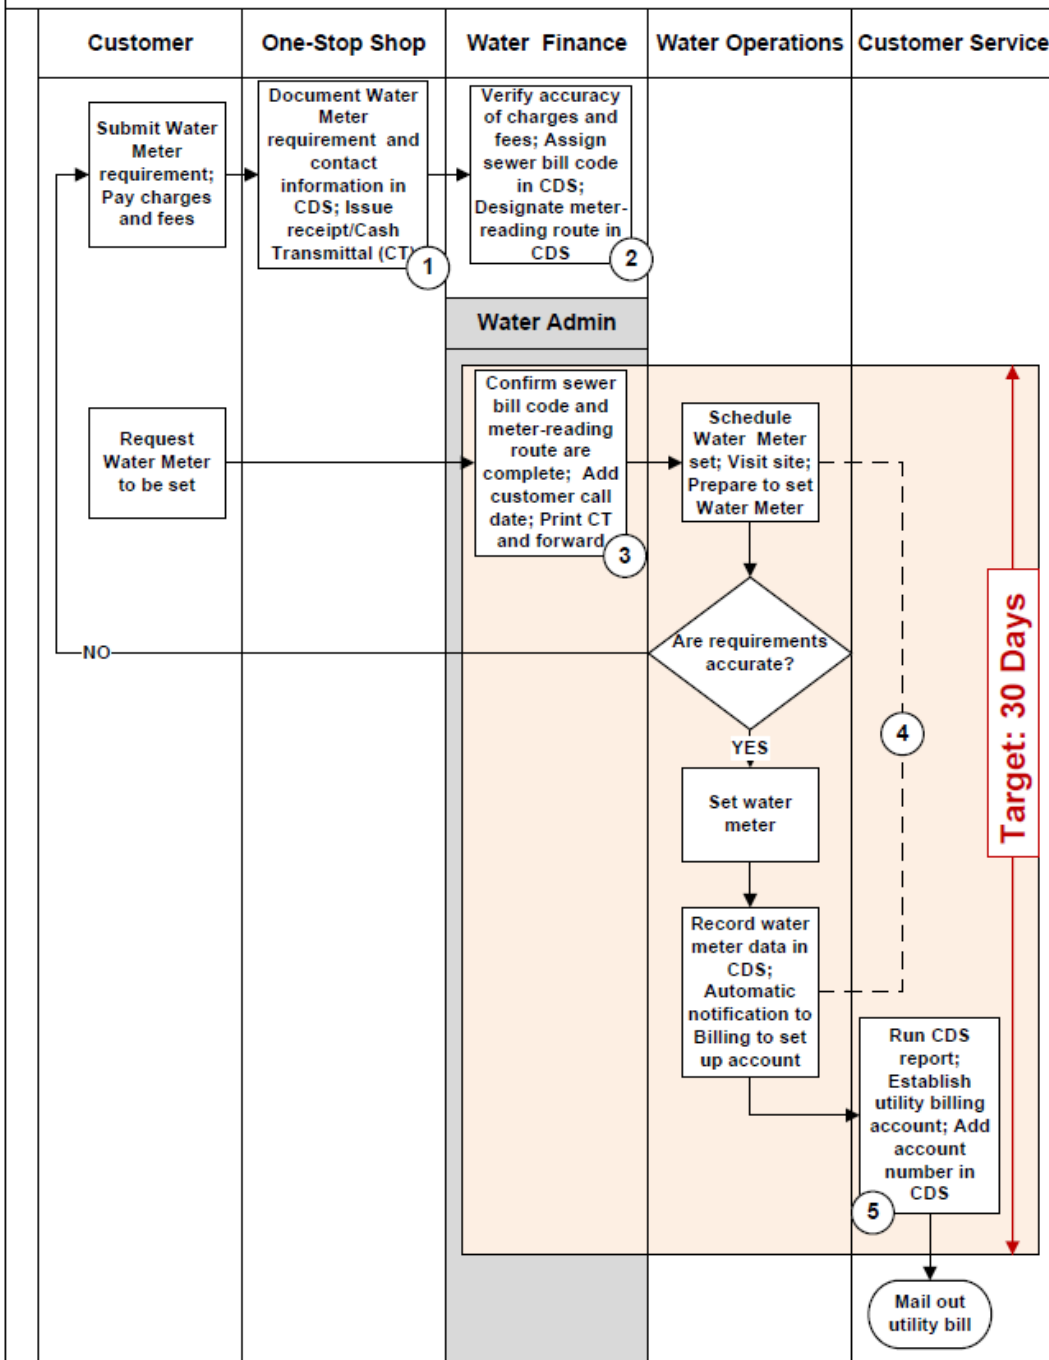 Customer
One-Stop Shop
Water Finance
Water Operations
Customer Service
Submit Water
Meter
requirement;
Pay charges
and fees
Document Water
Meter
requirement and
contact
information in
CDS; Issue
receipt/Cash
Transmittal (CT)
1
Verify accuracy
of charges and
fees; Assign
sewer bill code
in CDS;
Designate meter-
reading route in
CDS
2
Water Admin
Request
Water Meter
to be set
Confirm sewer
bill code and
meter-reading
route are
complete; Add
customer call
date; Print CT
and forward
3
Schedule
Water Meter
set; Visit site;
Prepare to set
Water Meter
Are requirements
accurate?
NO
YES
4
Target: 30 Days
Set water
meter
Record water
meter data in
CDS;
Automatic
notification to
Billing to set
up account
Run CDS
report;
Establish
utility billing
account; Add
account
number in
CDS
5
Mail out
utility bill